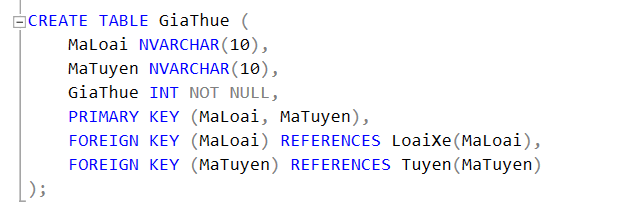 CREATE TABLE GiaThue (
    MaLoai NVARCHAR(10),
    MaTuyen NVARCHAR(10),
    GiaThue INT NOT NULL,
    PRIMARY KEY (MaLoai, MaTuyen),
    FOREIGN KEY (MaLoai) REFERENCES LoaiXe(MaLoai),
    FOREIGN KEY (MaTuyen) REFERENCES Tuyen(MaTuyen)
);